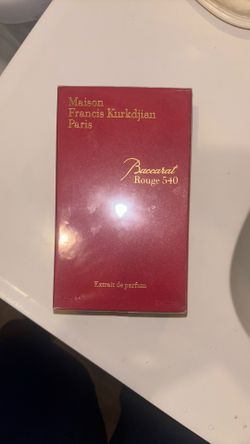 Maison
Francis Kurkdjian
Paris
Baccarat
Rouge 540
Extrait de parfum